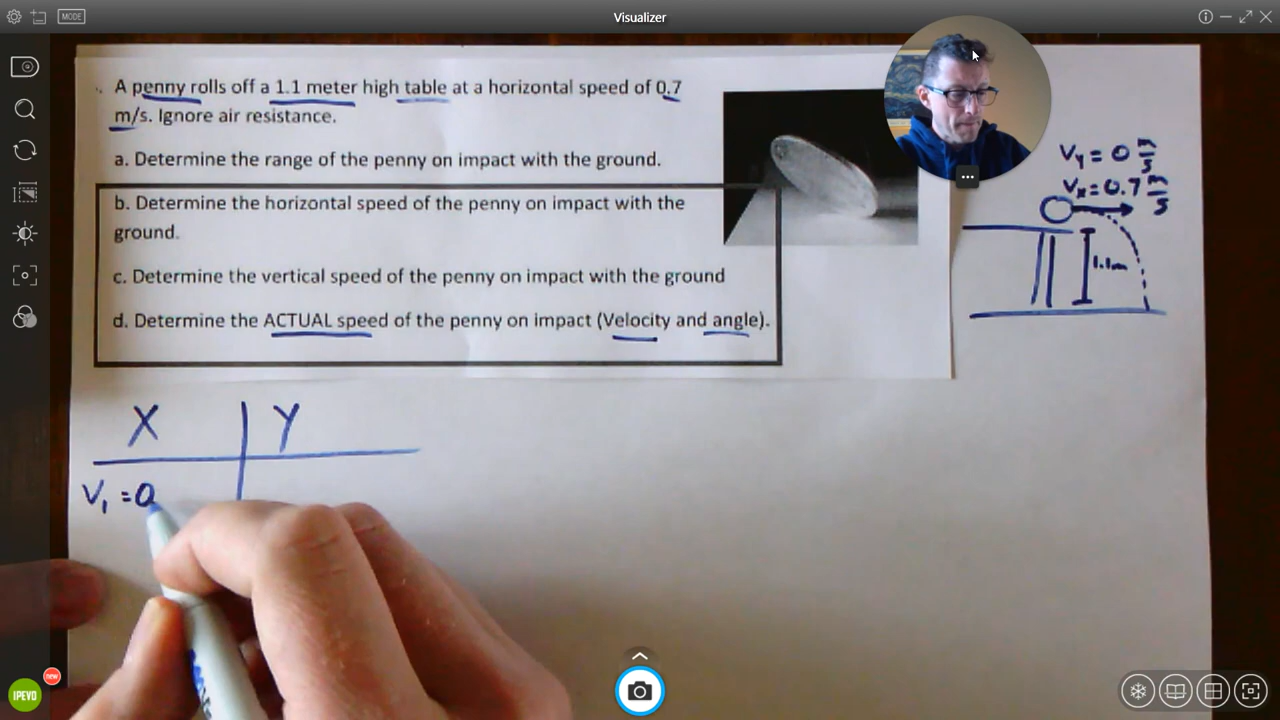 MODE
Visualizer
A penny rolls off a 1.1 meter high table at a horizontal speed of 0.7
m/s. Ignore air resistance.
a. Determine the range of the penny on impact with the ground.
b. Determine the horizontal speed of the penny on impact with the
ground.
c. Determine the vertical speed of the penny on impact with the ground
d. Determine the ACTUAL speed of the penny on impact (Velocity and angle).
Vy = 0 m/s
Vx = 0.7 m/s
1.1m
X Y
V₁ = 0
new
IPEVO